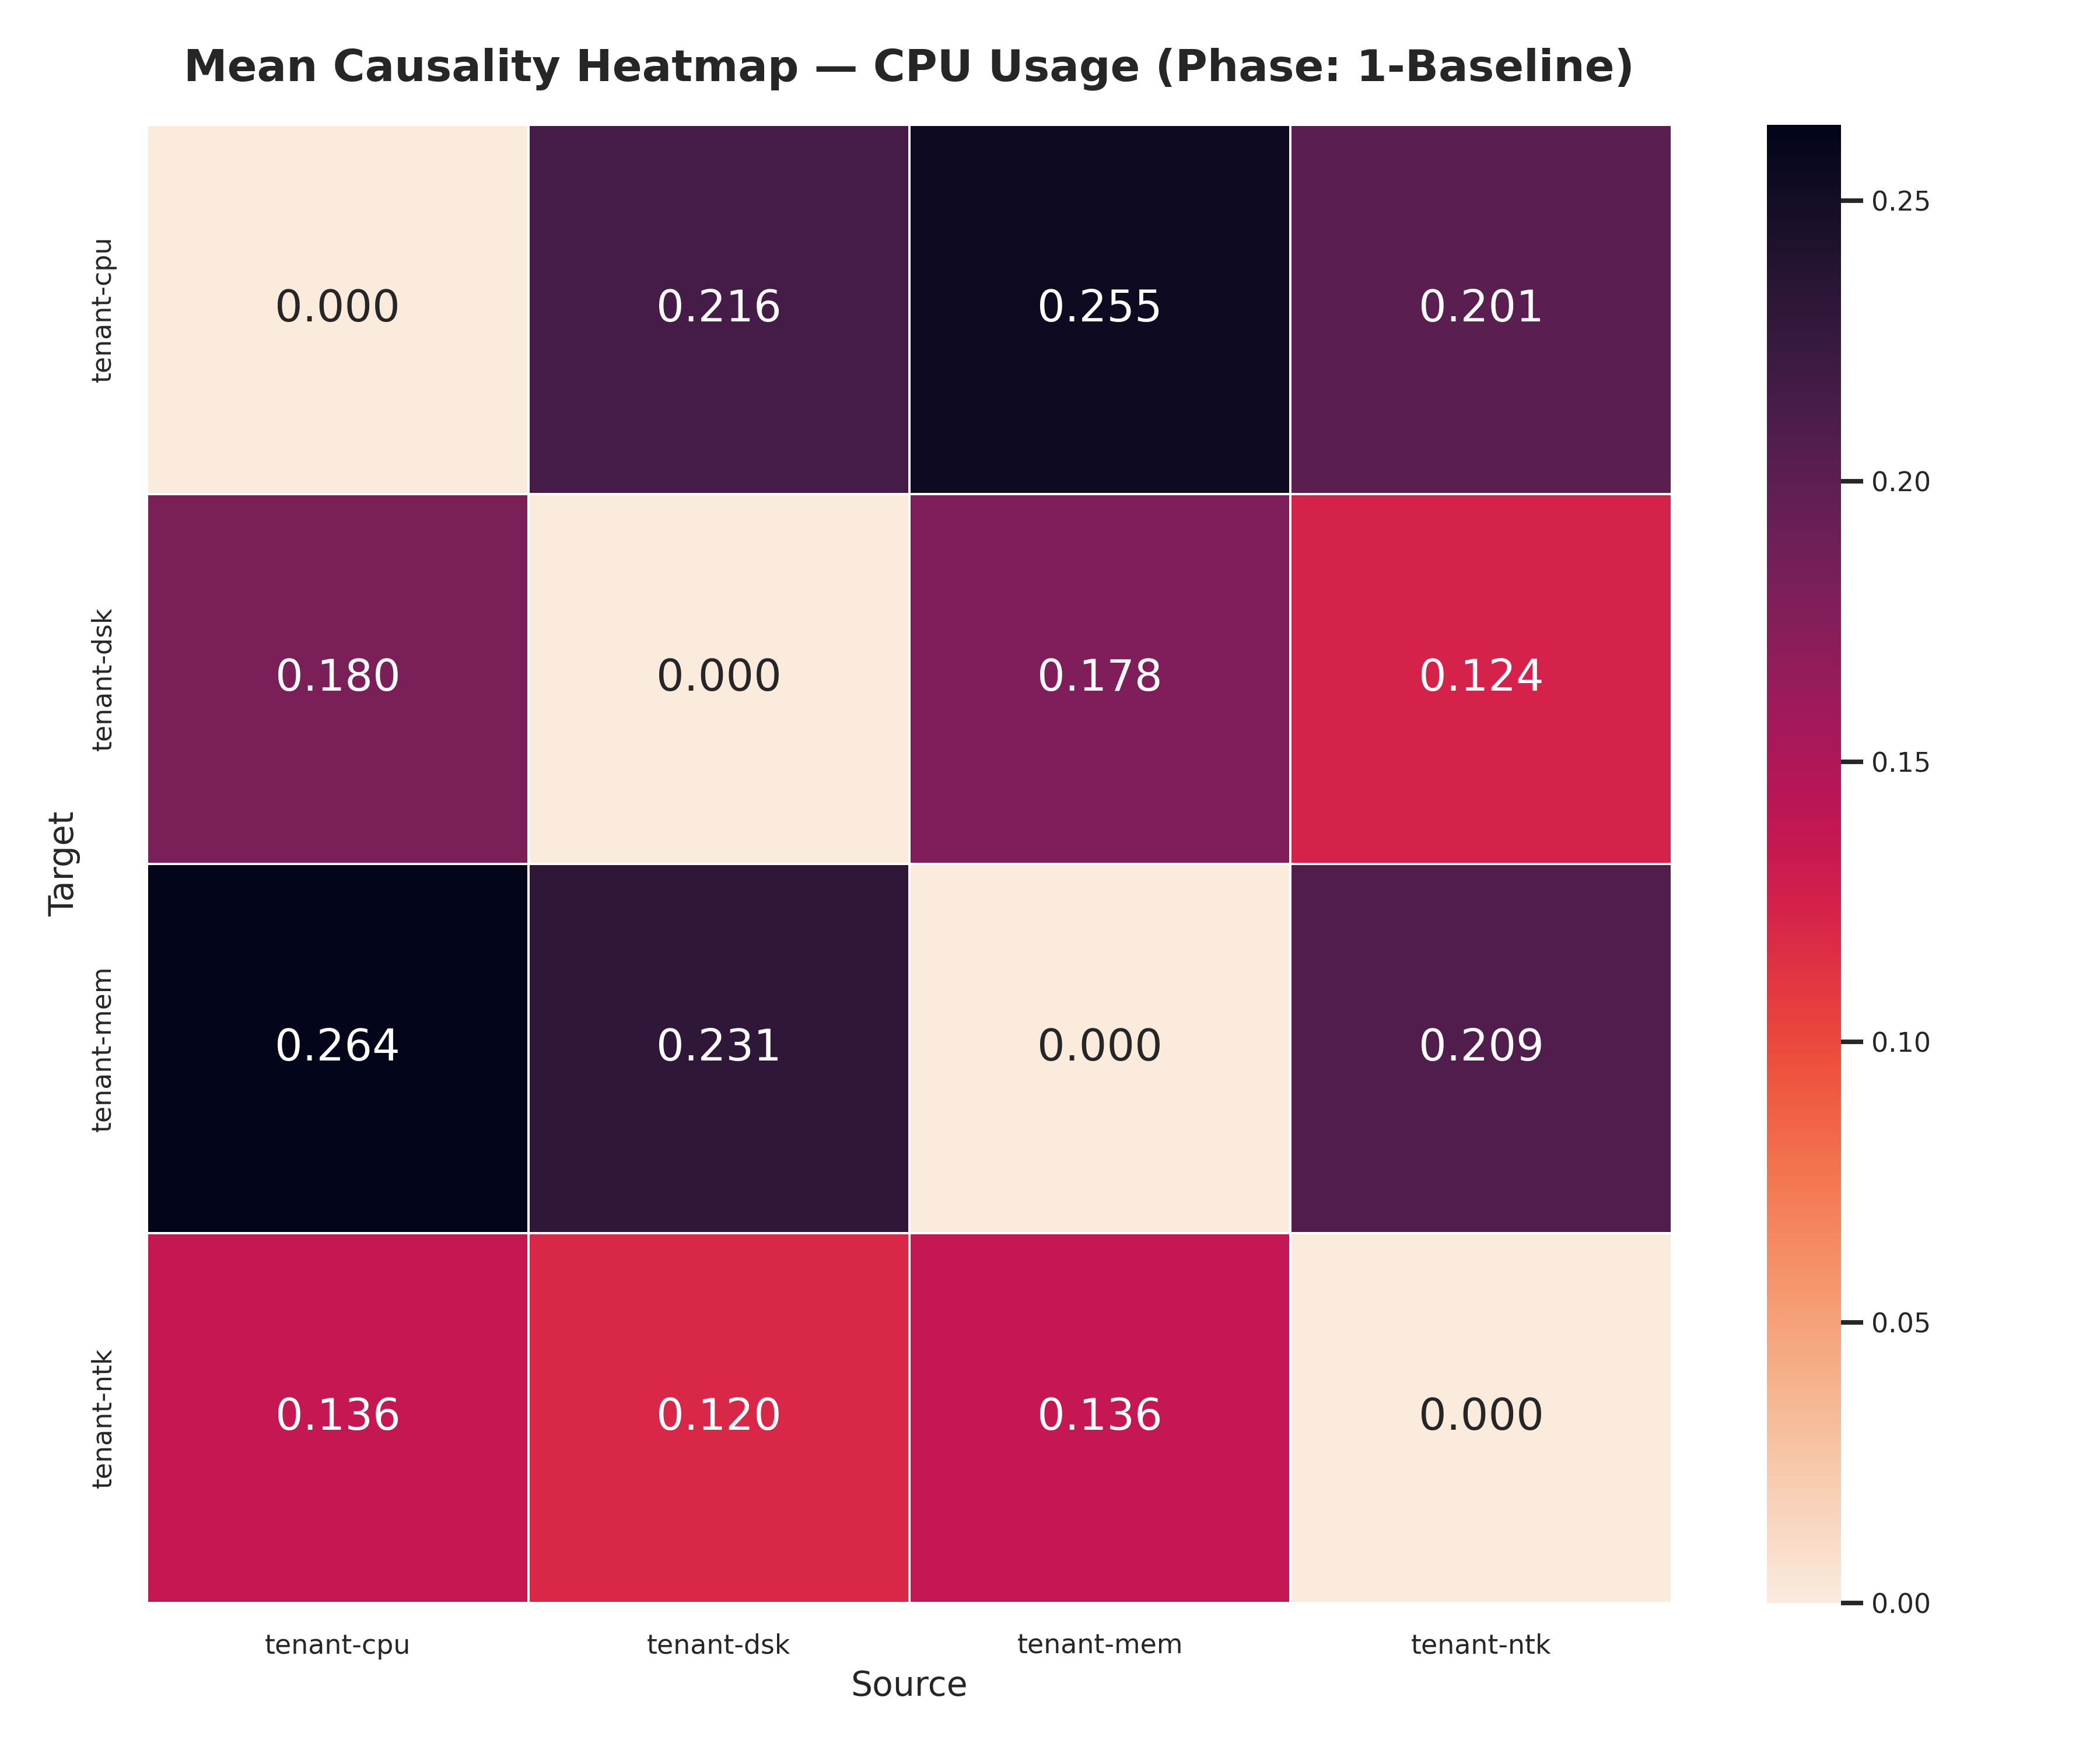 Mean Causality Heatmap — CPU Usage (Phase: 1-Baseline)
Target
tenant-cpu
0.000 0.216 0.255 0.201
tenant-dsk
0.180 0.000 0.178 0.124
tenant-mem
0.264 0.231 0.000 0.209
tenant-ntk
0.136 0.120 0.136 0.000
tenant-cpu tenant-dsk tenant-mem tenant-ntk
Source
0.25
0.20
0.15
0.10
0.05
0.00